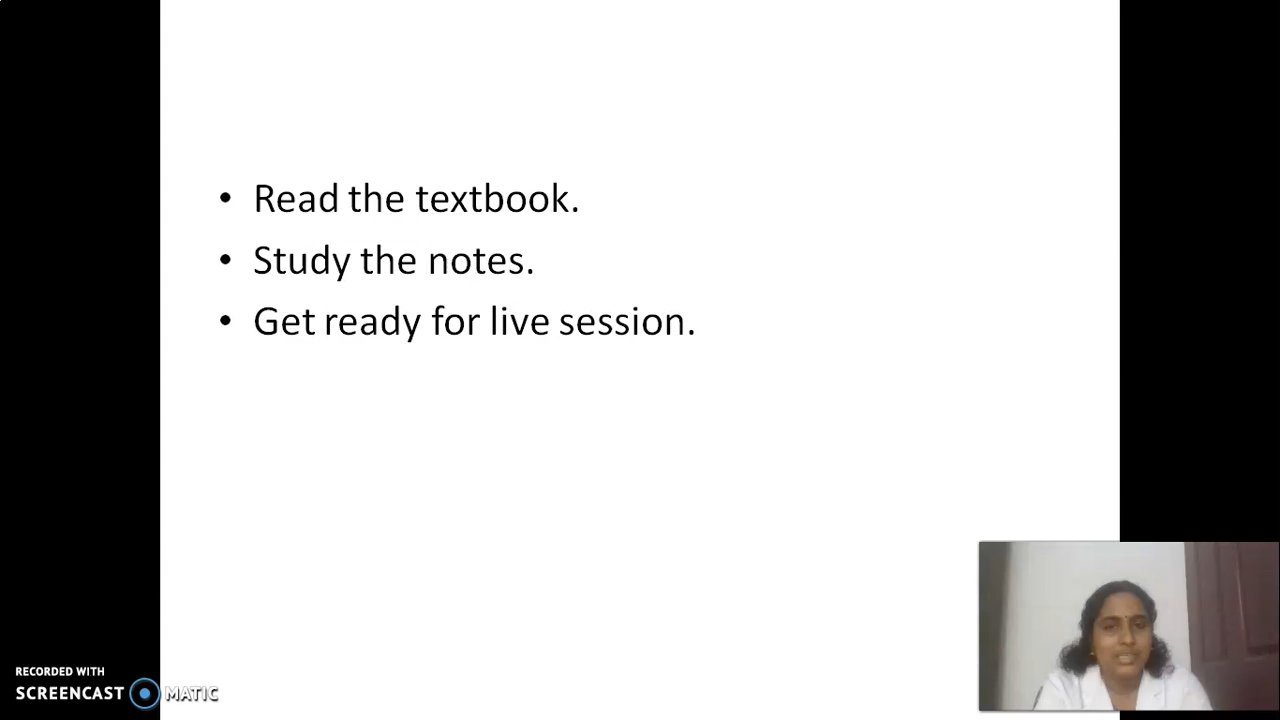 • Read the textbook.
• Study the notes.
• Get ready for live session.
RECORDED WITH
SCREENCAST MATIC